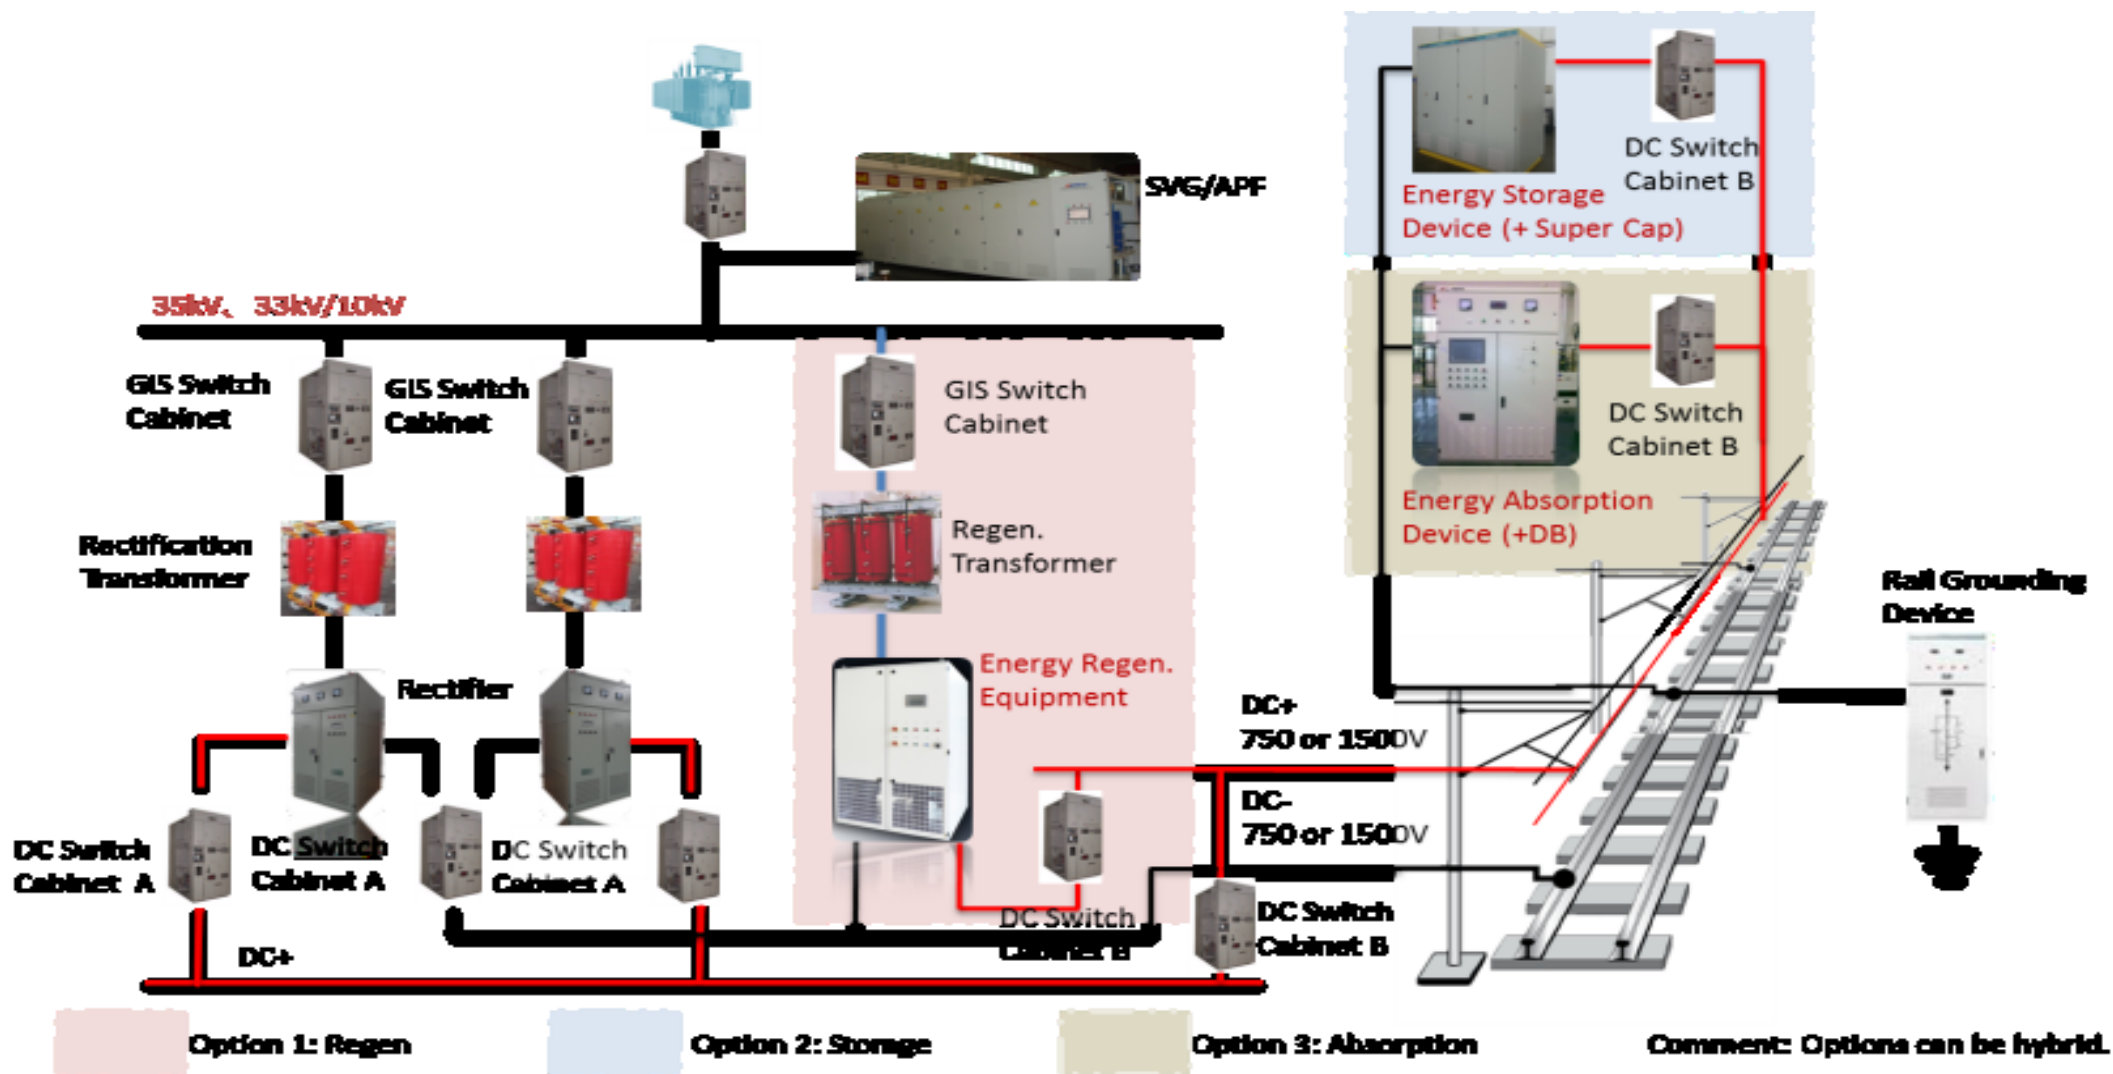 SVG/APF
DC Switch
Cabinet B
Energy Storage
Device (+ Super Cap)
35kV、33kV/10kV
GIS Switch
Cabinet
GIS Switch
Cabinet
GIS Switch
Cabinet
DC Switch
Cabinet B
Energy Absorption
Device (+DB)
Rectification
Transformer
Regen.
Transformer
Rail Grounding
Device
Rectifier
Energy Regen.
Equipment
DC+
750 or 1500V
DC-
750 or 1500V
DC Switch
Cabinet A
DC Switch
Cabinet A
DC Switch
Cabinet A
DC Switch
Cabinet B
DC Switch
Cabinet B
DC+
Option 1: Regen
Option 2: Storage
Option 3: Absorption
Comment: Options can be hybrid.